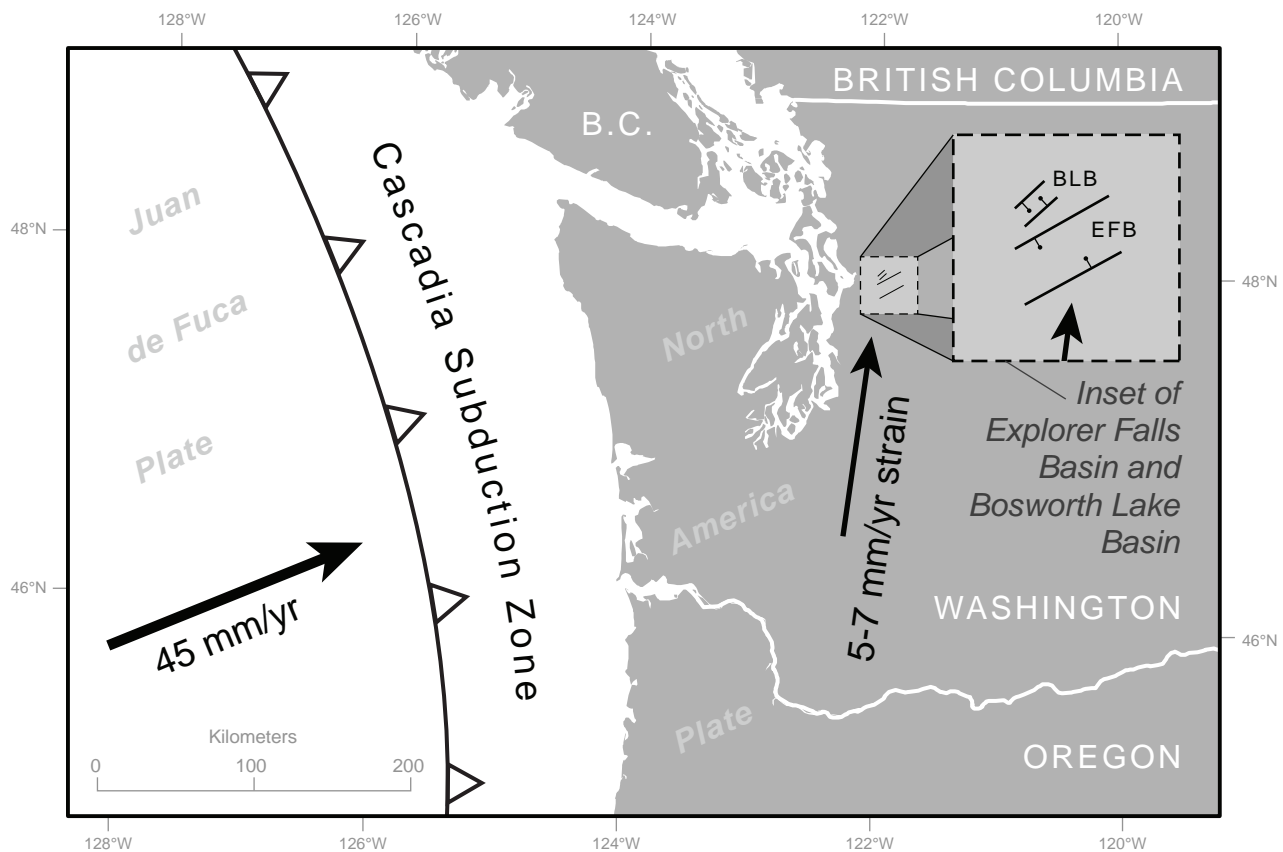 128°W
126°W
124°W
122°W
120°W
BRITISH COLUMBIA
B.C.
BLB
EFB
Juan
de Fuca
Plate
Cascadia Subduction Zone
48°N
48°N
North
America
Plate
Inset of
Explorer Falls
Basin and
Bosworth Lake
Basin
5-7 mm/yr strain
45 mm/yr
46°N
46°N
WASHINGTON
OREGON
Kilometers
0
100
200
128°W
126°W
124°W
122°W
120°W